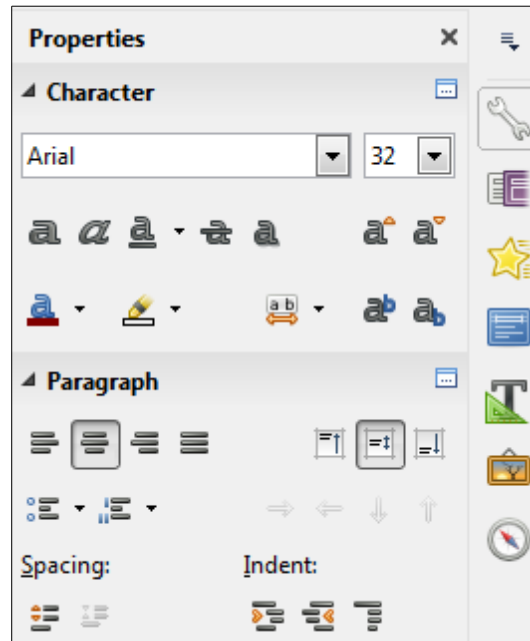 Properties
Character
Arial
32
Paragraph
Spacing:
Indent: